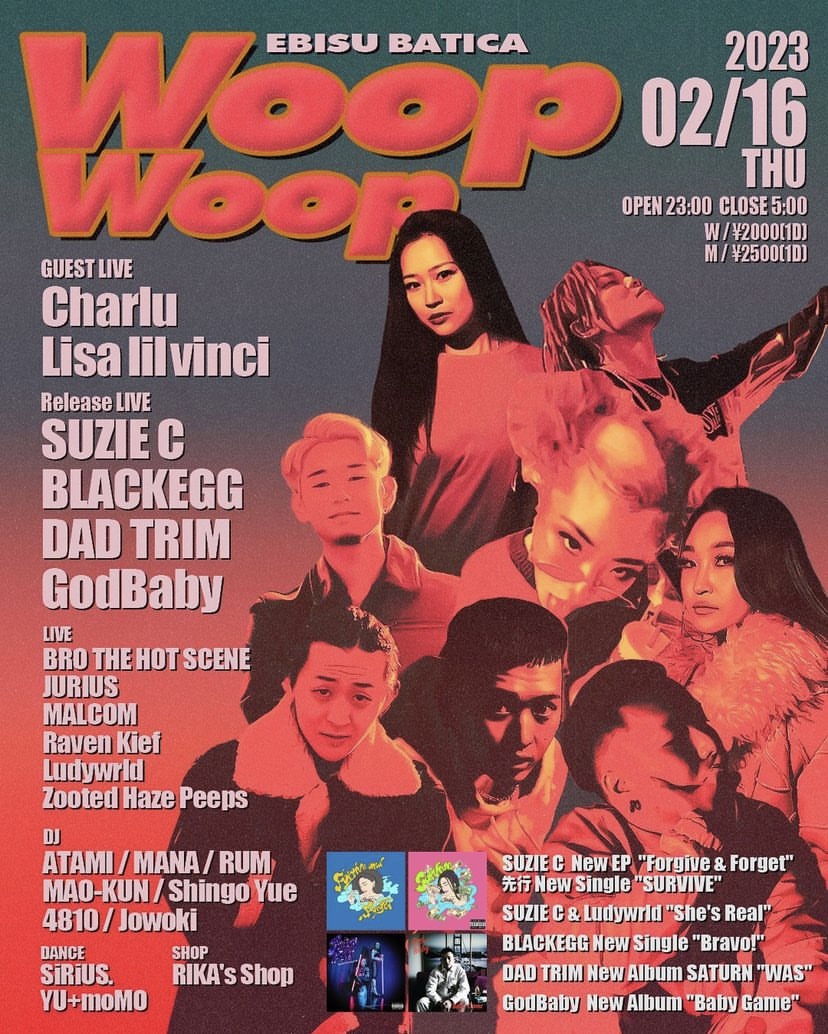 EBISU BATICA
Woop
Woop
2023
02/16
THU
OPEN 23:00 CLOSE 5:00
W / ¥2000(1D)
M / ¥2500(1D)
GUEST LIVE
Charlu
Lisa lil vinci
Release LIVE
SUZIE C
BLACKEGG
DAD TRIM
GodBaby
LIVE
BRO THE HOT SCENE
JURIUS
MALCOM
Raven Kief
Ludywrld
Zooted Haze Peeps
DJ
ATAMI / MANA / RUM
MAO-KUN / Shingo Yue
4810 / Jowoki
DANCE
SiRiUS.
YU+moMO
SHOP
RIKA's Shop
Forgive and
Forget
Survive
SUZIE C New EP "Forgive & Forget"
先行 New Single "SURVIVE"
SUZIE C & Ludywrld "She's Real"
BLACKEGG New Single "Bravo!"
DAD TRIM New Album SATURN "WAS"
GodBaby New Album "Baby Game"